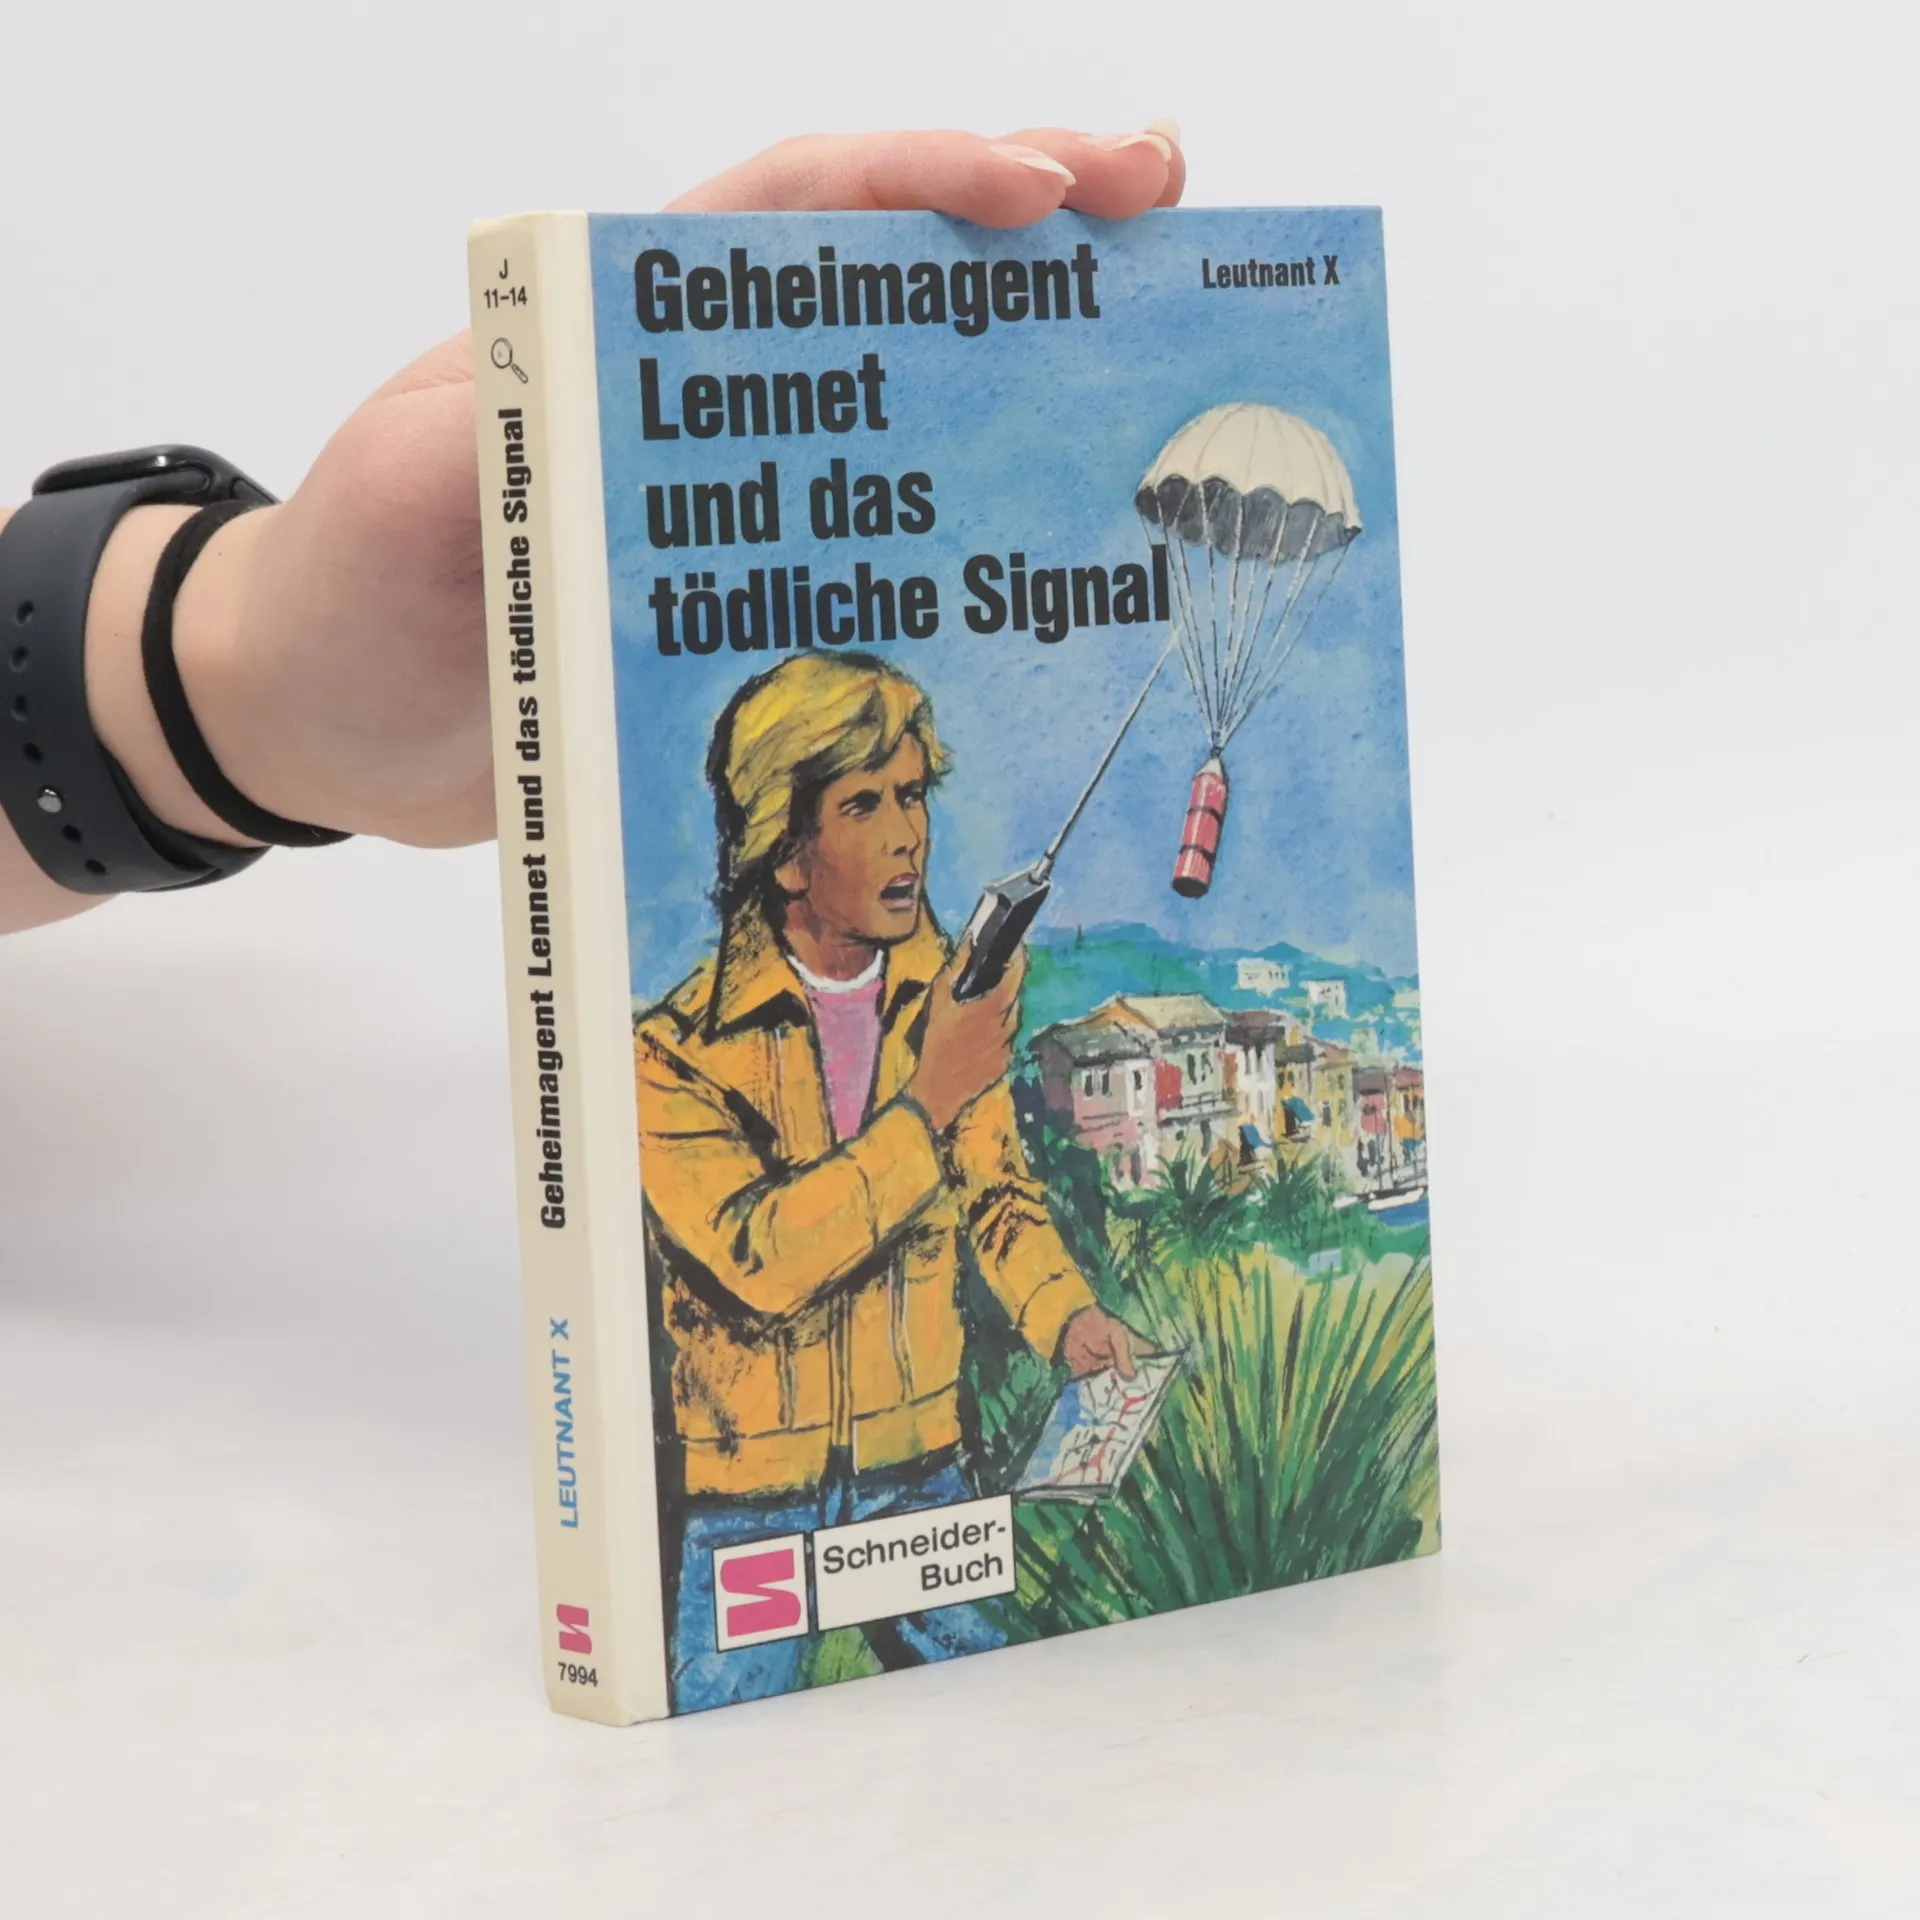 J
11-14
Geheimagent Lennet und das tödliche Signal
LEUTNANT X
7994
Geheimagent
Lennet
und das
tödliche Signal
Leutnant X
Schneider-
Buch